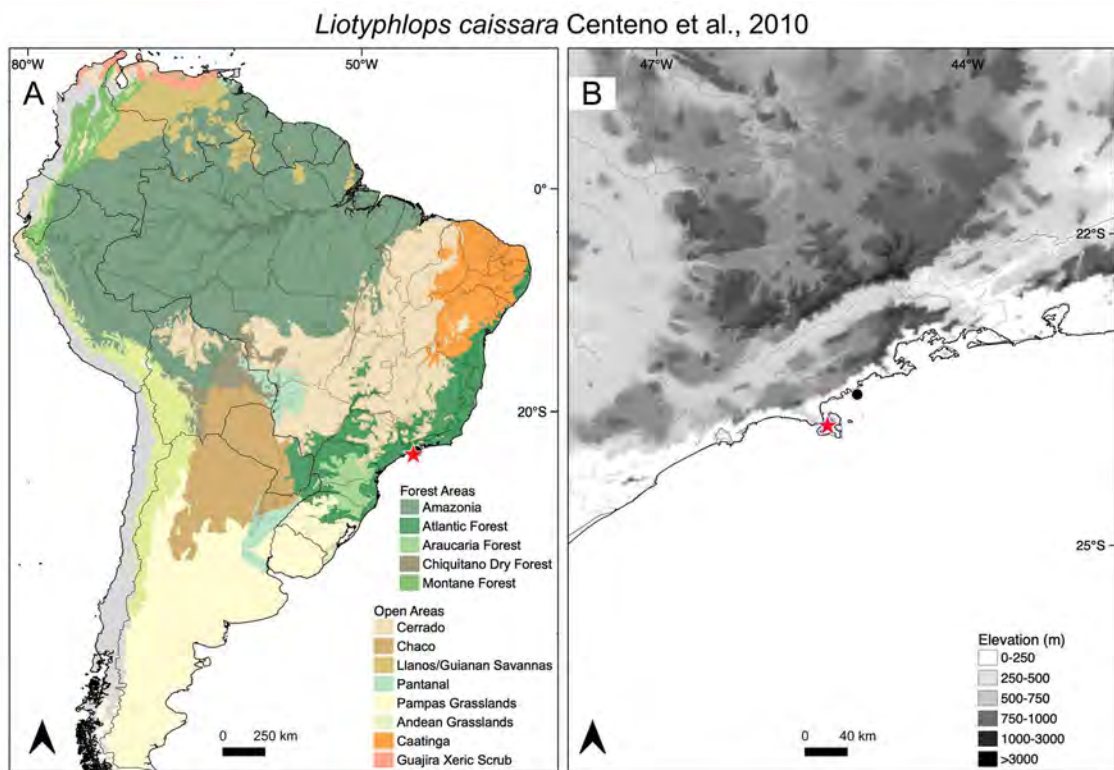 Liotyphlops caissara Centeno et al., 2010
A
80°W
50°W
0°
20°S
Forest Areas
Amazonia
Atlantic Forest
Araucaria Forest
Chiquitano Dry Forest
Montane Forest
Open Areas
Cerrado
Chaco
Llanos/Guianan Savannas
Pantanal
Pampas Grasslands
Andean Grasslands
Caatinga
Guajira Xeric Scrub
0 250 km
B
47°W
44°W
22°S
25°S
Elevation (m)
0-250
250-500
500-750
750-1000
1000-3000
>3000
0 40 km